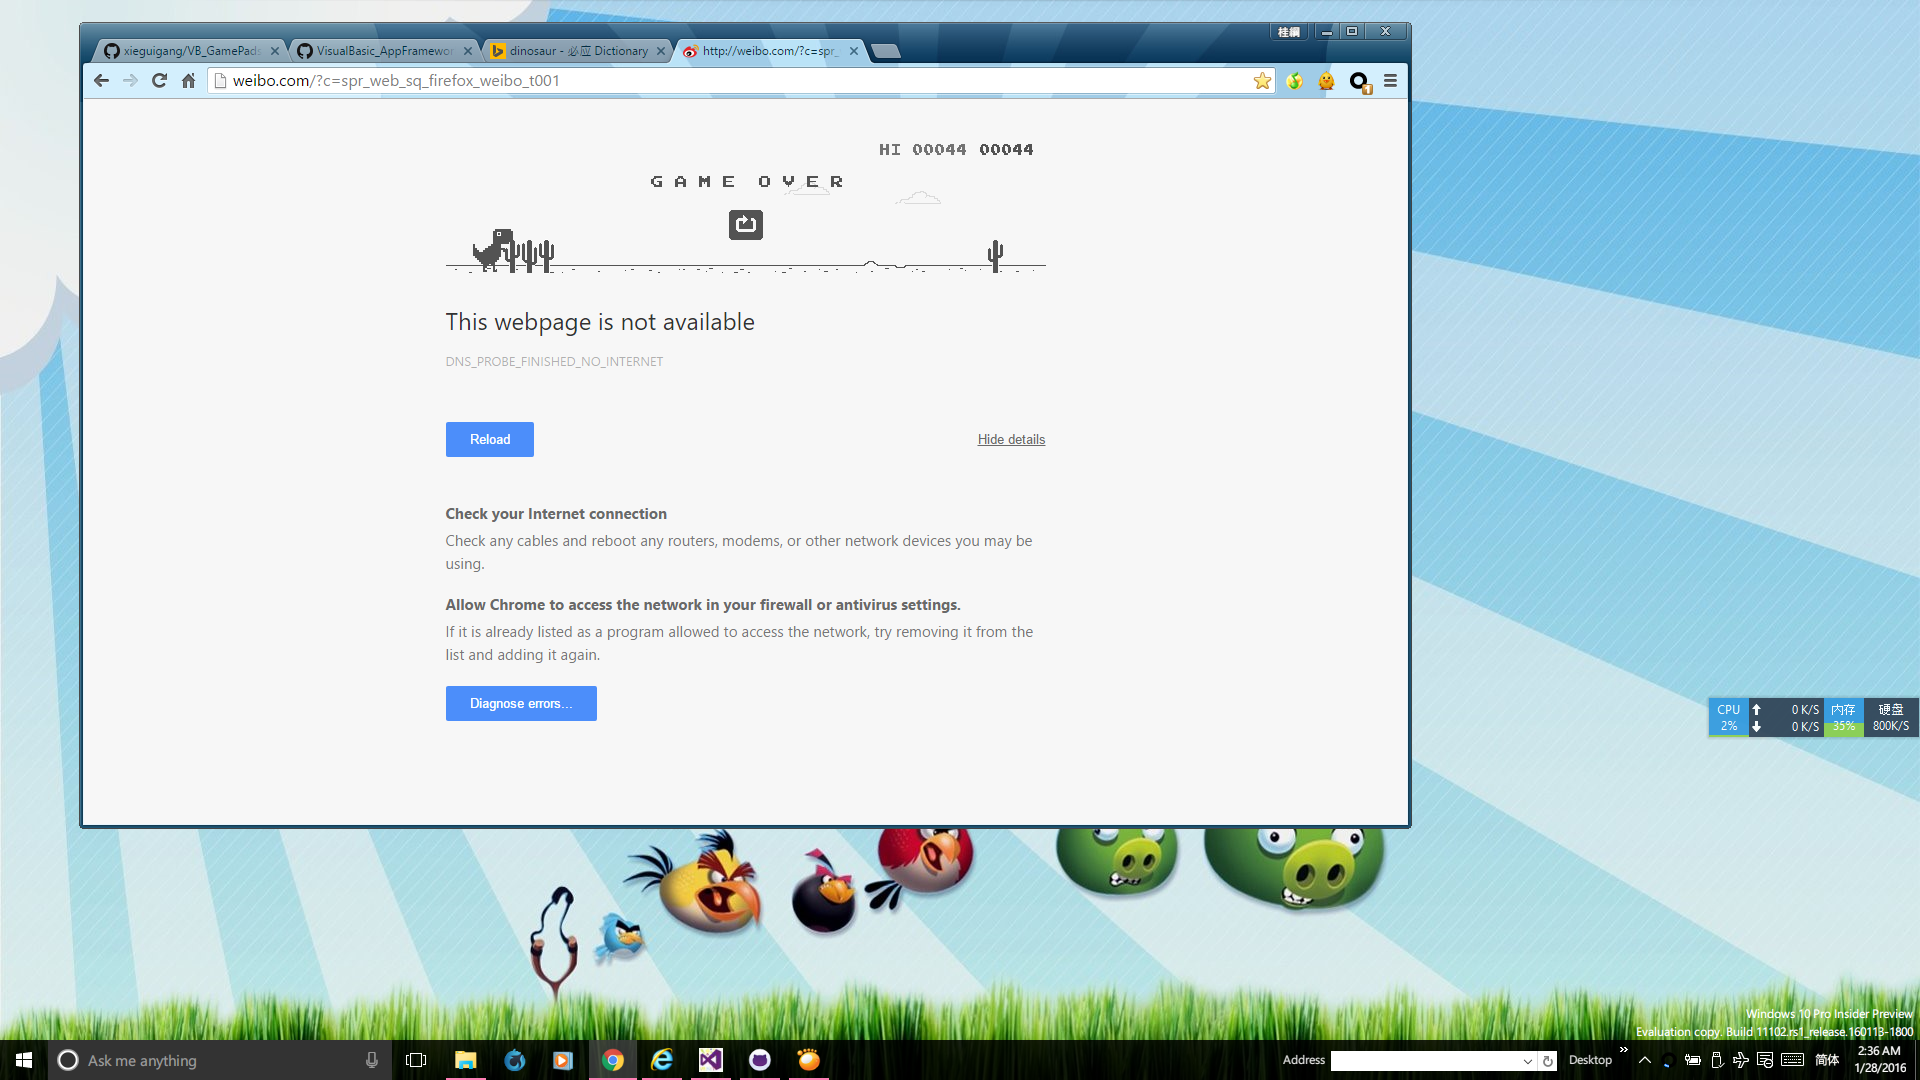 桂綱
xieguigang/VB_GamePads
VisualBasic_AppFramewor
dinosaur - 必应 Dictionary
http://weibo.com/?c=spr_
weibo.com/?c=spr_web_sq_firefox_weibo_t001
HI 00044 00044
GAME OVER
This webpage is not available
DNS_PROBE_FINISHED_NO_INTERNET
Reload
Hide details
Check your Internet connection
Check any cables and reboot any routers, modems, or other network devices you may be
using.
Allow Chrome to access the network in your firewall or antivirus settings.
If it is already listed as a program allowed to access the network, try removing it from the
list and adding it again.
Diagnose errors...
CPU 0 K/S 内存 硬盘
2% 0 K/S 35% 800K/S
Windows 10 Pro Insider Preview
Evaluation copy. Build 11102.rs1_release.160113-1800
Ask me anything
Address
Desktop
简体
2:36 AM
1/28/2016